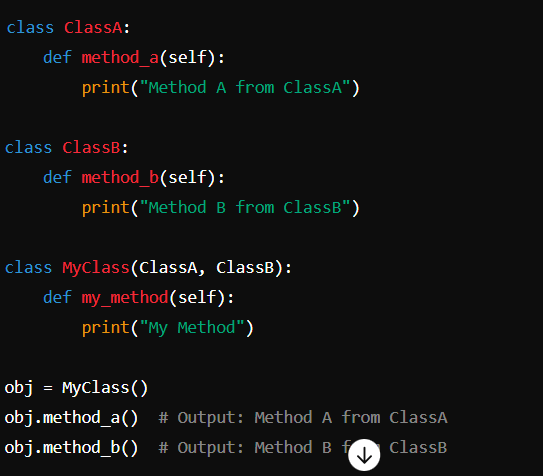 class ClassA:
    def method_a(self):
        print("Method A from ClassA")
class ClassB:
    def method_b(self):
        print("Method B from ClassB")
class MyClass(ClassA, ClassB):
    def my_method(self):
        print("My Method")
obj = MyClass()
obj.method_a()  # Output: Method A from ClassA
obj.method_b()  # Output: Method B from ClassB